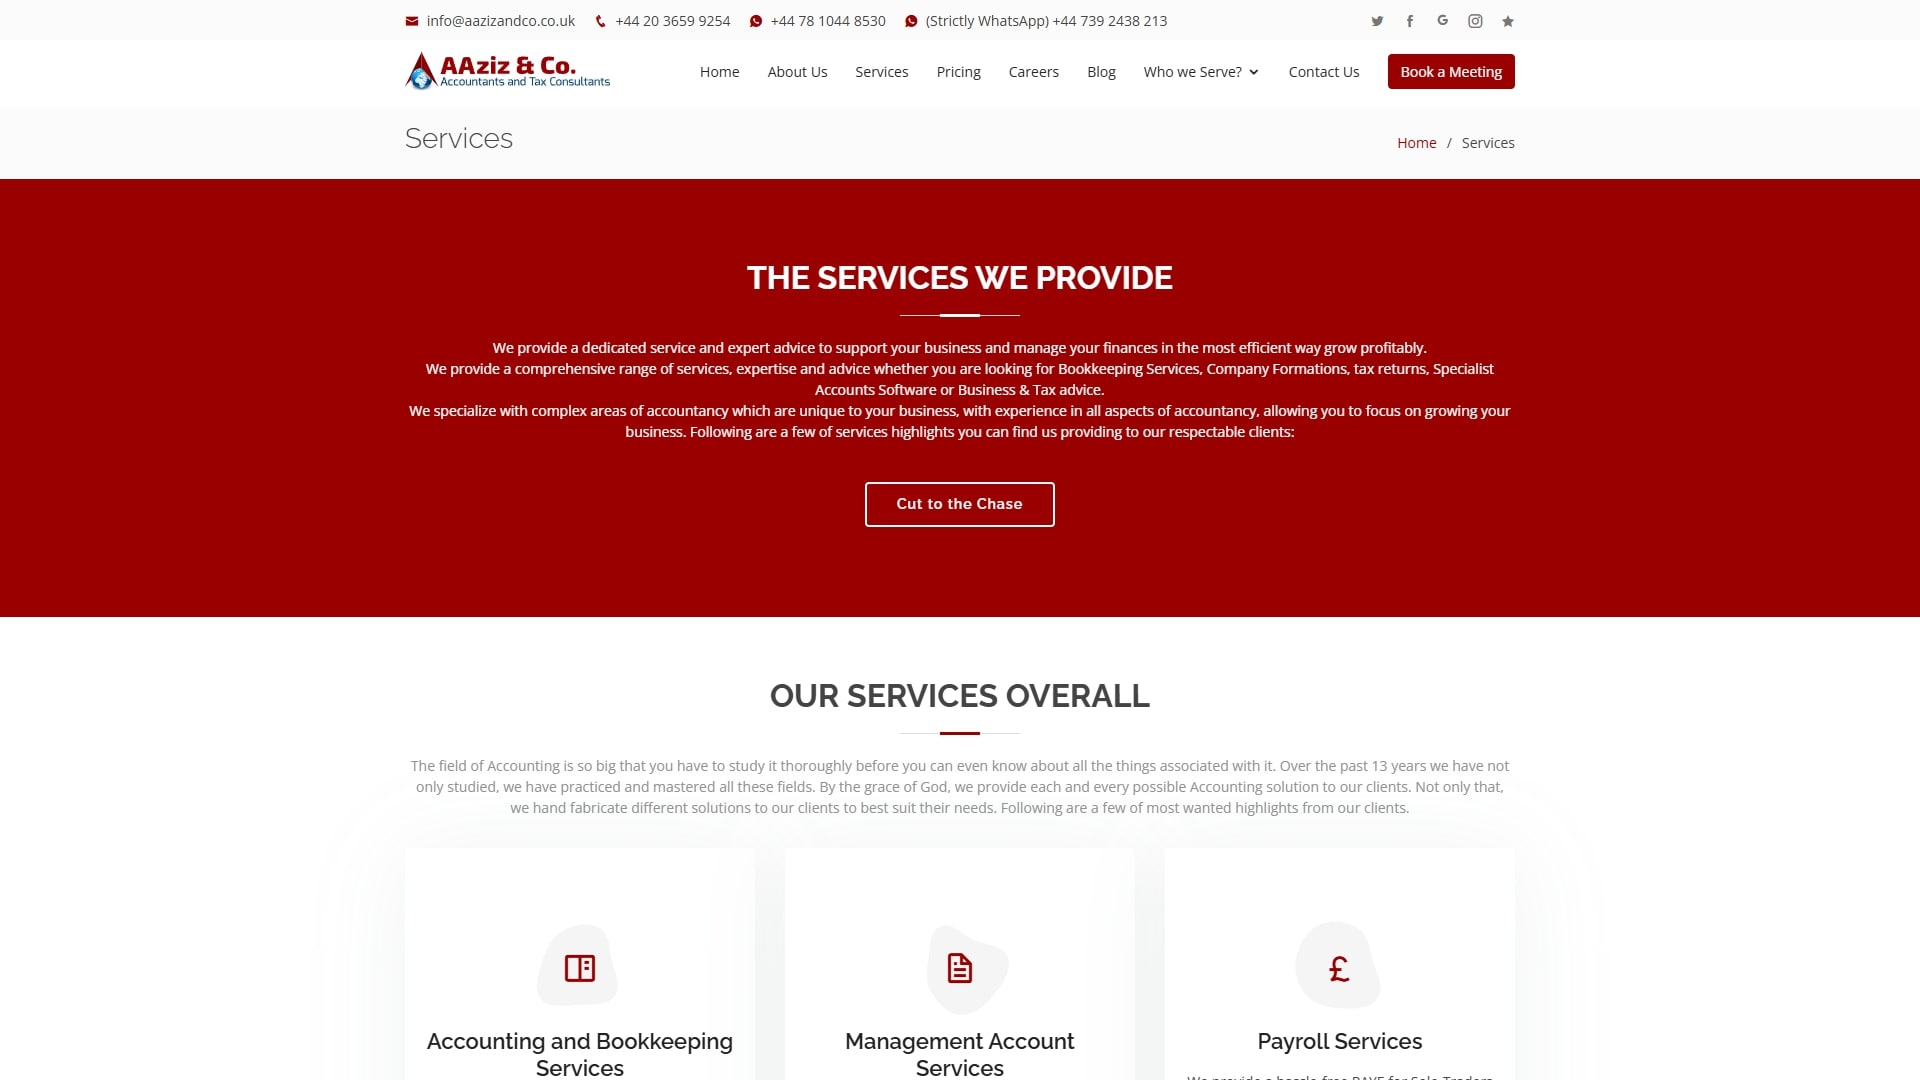 info@aazizandco.co.uk +44 20 3659 9254 +44 78 1044 8530 (Strictly WhatsApp) +44 739 2438 213
AAziz & Co.
Accountants and Tax Consultants
Home About Us Services Pricing Careers Blog Who we Serve? Contact Us Book a Meeting
Services
Home / Services
THE SERVICES WE PROVIDE
We provide a dedicated service and expert advice to support your business and manage your finances in the most efficient way grow profitably.
We provide a comprehensive range of services, expertise and advice whether you are looking for Bookkeeping Services, Company Formations, tax returns, Specialist
Accounts Software or Business & Tax advice.
We specialize with complex areas of accountancy which are unique to your business, with experience in all aspects of accountancy, allowing you to focus on growing your
business. Following are a few of services highlights you can find us providing to our respectable clients:
Cut to the Chase
OUR SERVICES OVERALL
The field of Accounting is so big that you have to study it thoroughly before you can even know about all the things associated with it. Over the past 13 years we have not
only studied, we have practiced and mastered all these fields. By the grace of God, we provide each and every possible Accounting solution to our clients. Not only that,
we hand fabricate different solutions to our clients to best suit their needs. Following are a few of most wanted highlights from our clients.
Accounting and Bookkeeping
Services
Management Account
Services
Payroll Services
We provide a hassle free PAYE for Sole Traders